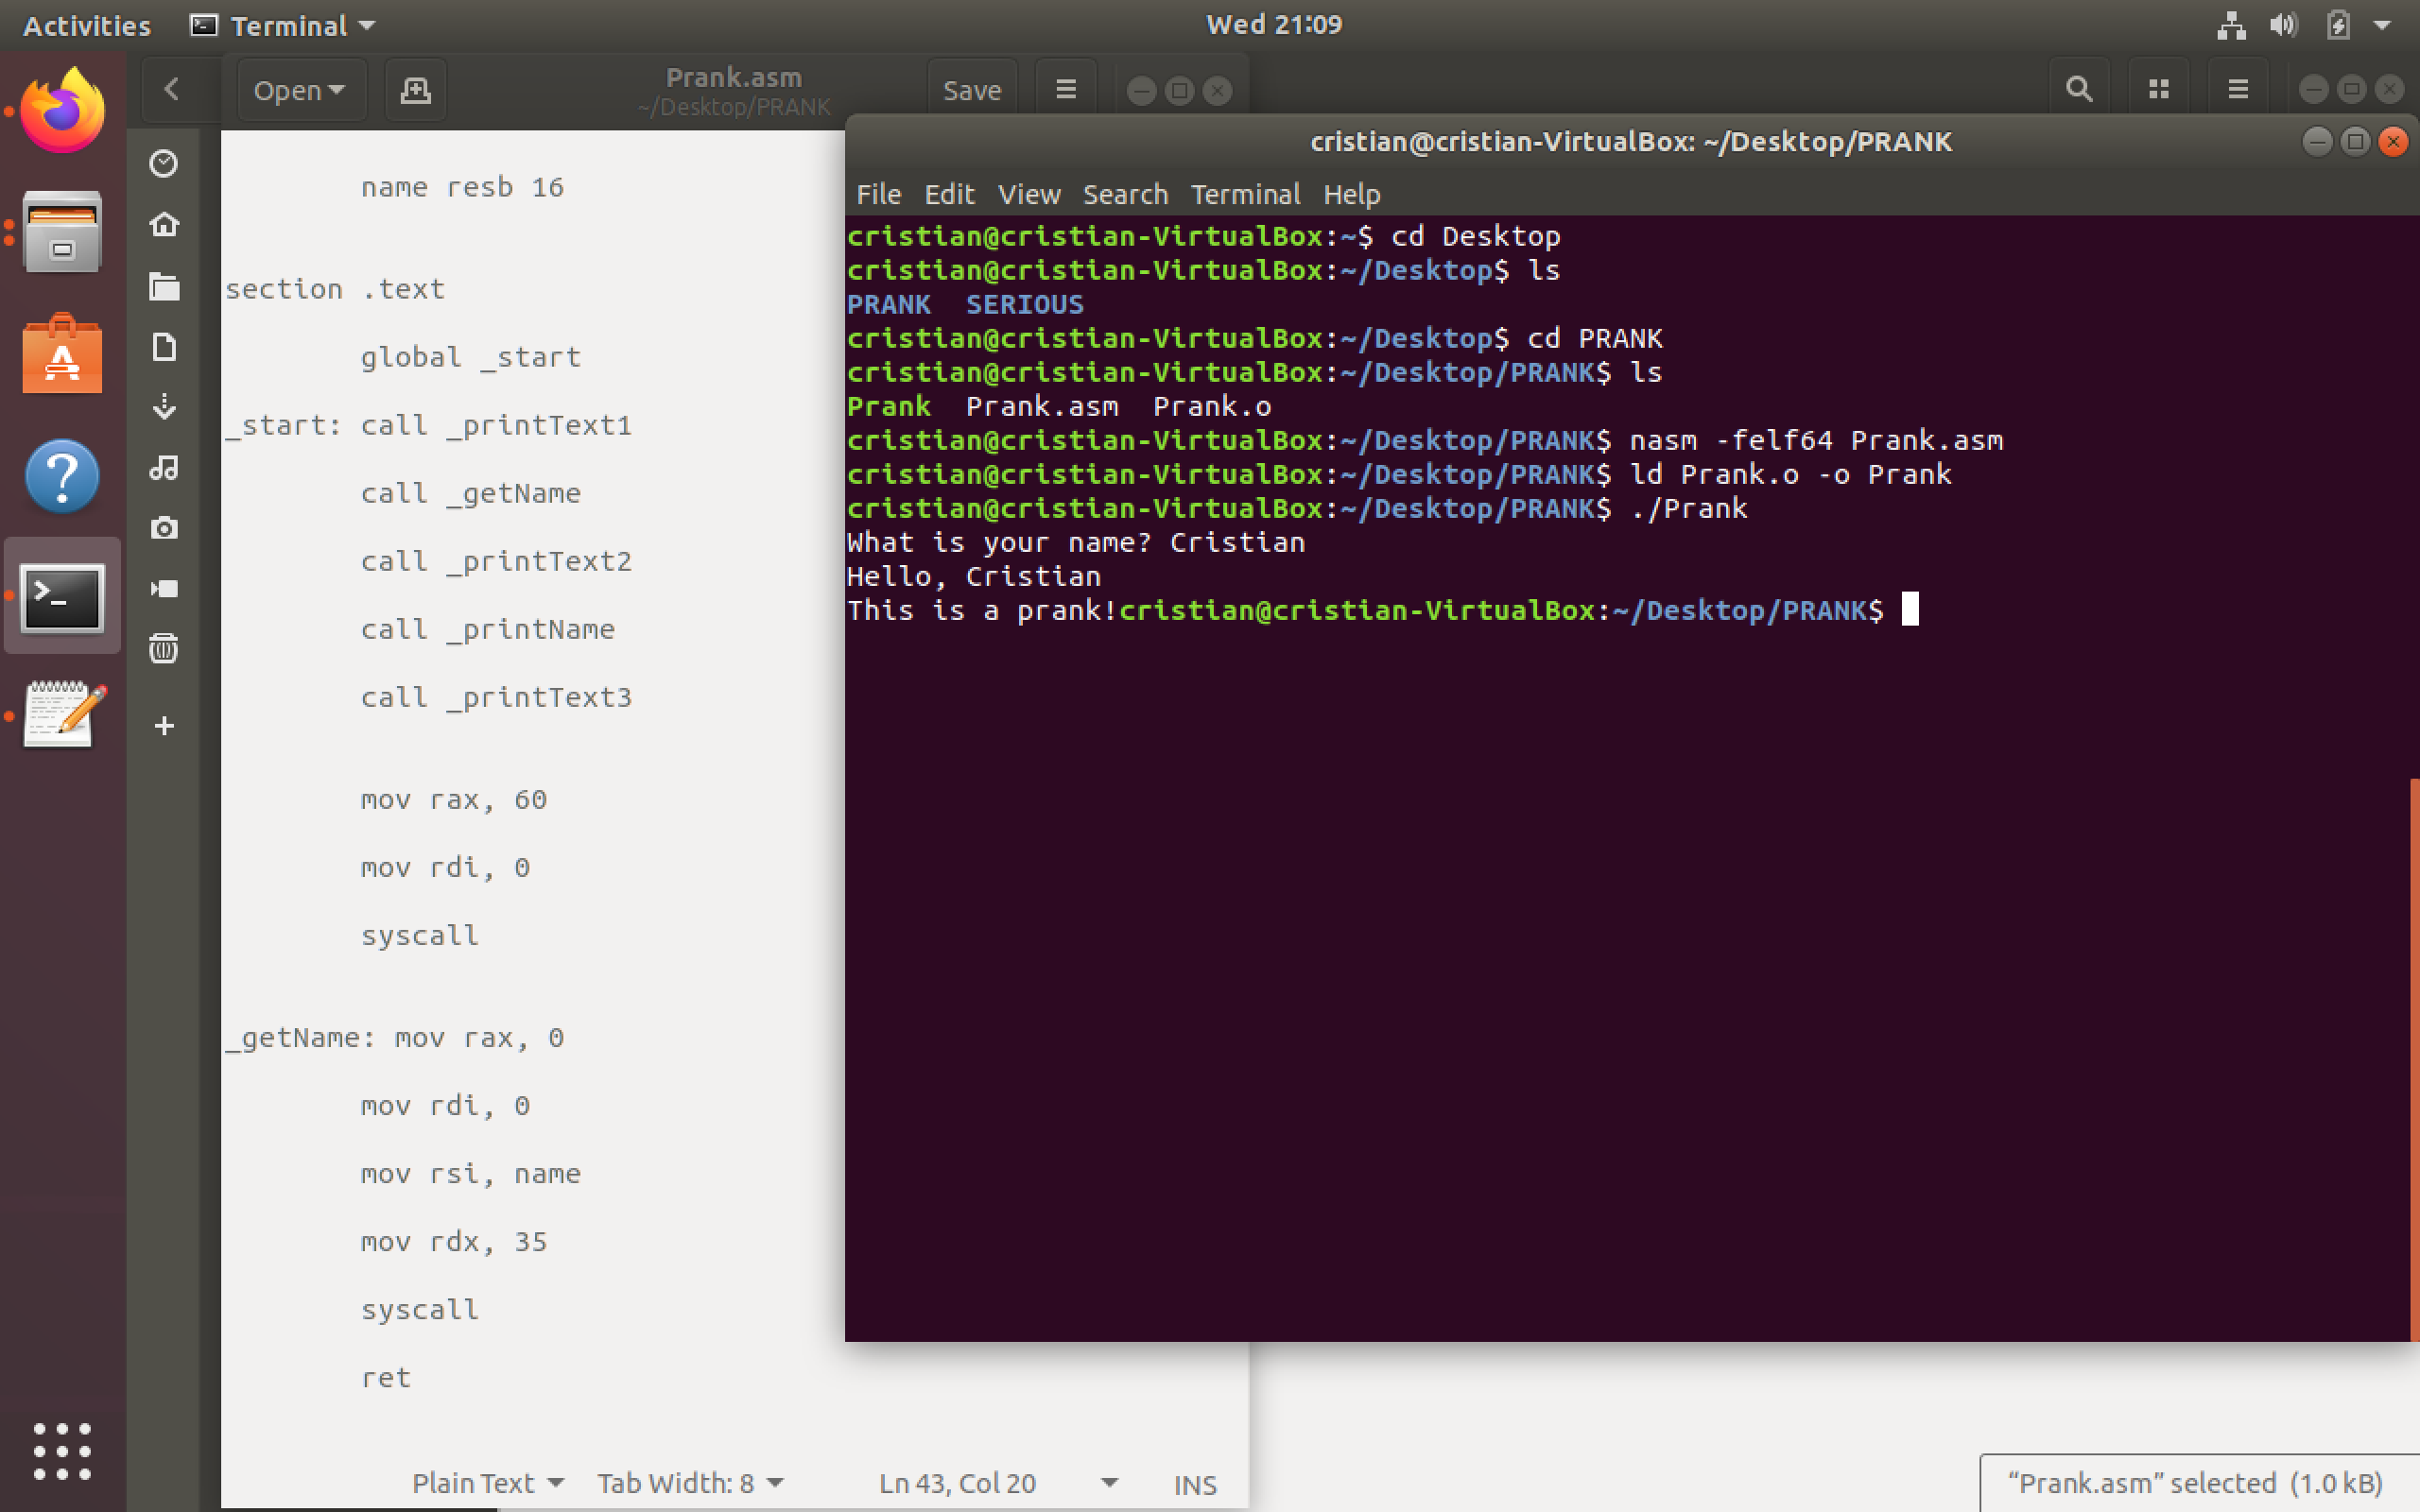 Activities Terminal Wed 21:09
Open Prank.asm Save
~/Desktop/PRANK
name resb 16
section .text
global _start
_start: call _printText1
call _getName
call _printText2
call _printName
call _printText3
mov rax, 60
mov rdi, 0
syscall
_getName: mov rax, 0
mov rdi, 0
mov rsi, name
mov rdx, 35
syscall
ret
Plain Text Tab Width: 8 Ln 43, Col 20 INS
cristian@cristian-VirtualBox: ~/Desktop/PRANK
File Edit View Search Terminal Help
cristian@cristian-VirtualBox:~$ cd Desktop
cristian@cristian-VirtualBox:~/Desktop$ ls
PRANK  SERIOUS
cristian@cristian-VirtualBox:~/Desktop$ cd PRANK
cristian@cristian-VirtualBox:~/Desktop/PRANK$ ls
Prank  Prank.asm  Prank.o
cristian@cristian-VirtualBox:~/Desktop/PRANK$ nasm -felf64 Prank.asm
cristian@cristian-VirtualBox:~/Desktop/PRANK$ ld Prank.o -o Prank
cristian@cristian-VirtualBox:~/Desktop/PRANK$ ./Prank
What is your name? Cristian
Hello, Cristian
This is a prank!cristian@cristian-VirtualBox:~/Desktop/PRANK$
“Prank.asm” selected (1.0 kB)